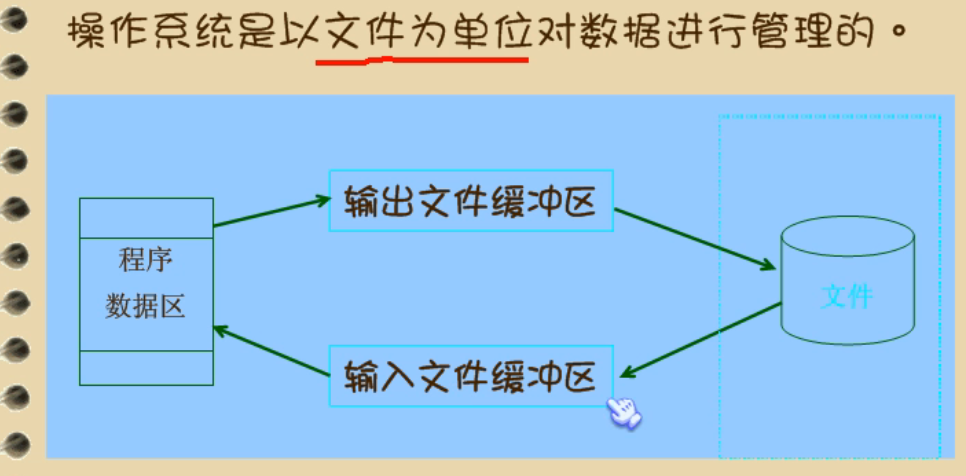 操作系统是以文件为单位对数据进行管理的。
输出文件缓冲区
程序
数据区
文件
输入文件缓冲区